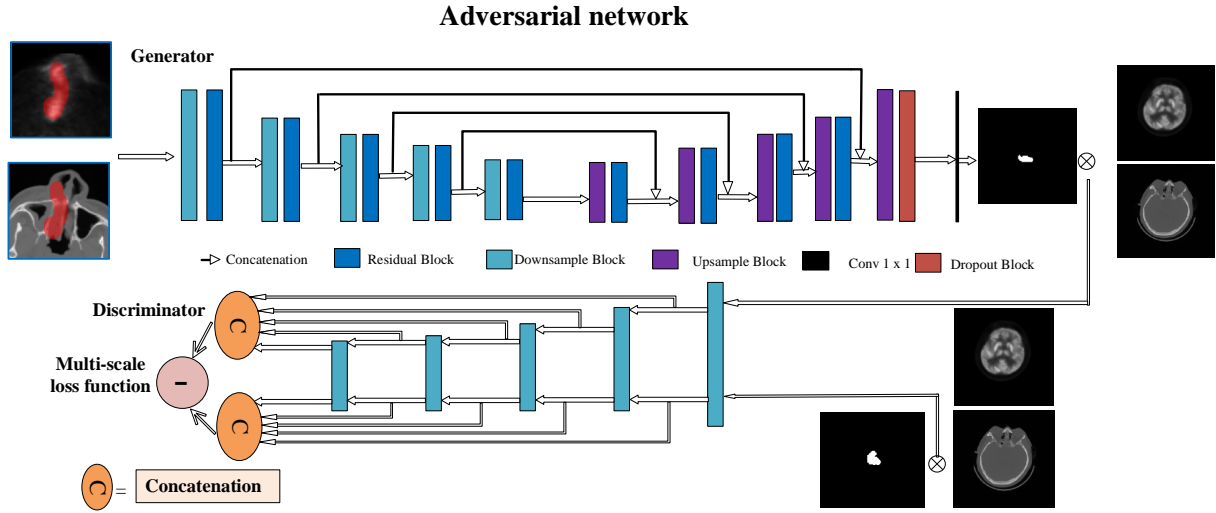 Adversarial network
Generator
Concatenation
Residual Block
Downsample Block
Upsample Block
Conv 1 x 1
Dropout Block
Discriminator
C
Multi-scale
loss function
-
C
C = Concatenation